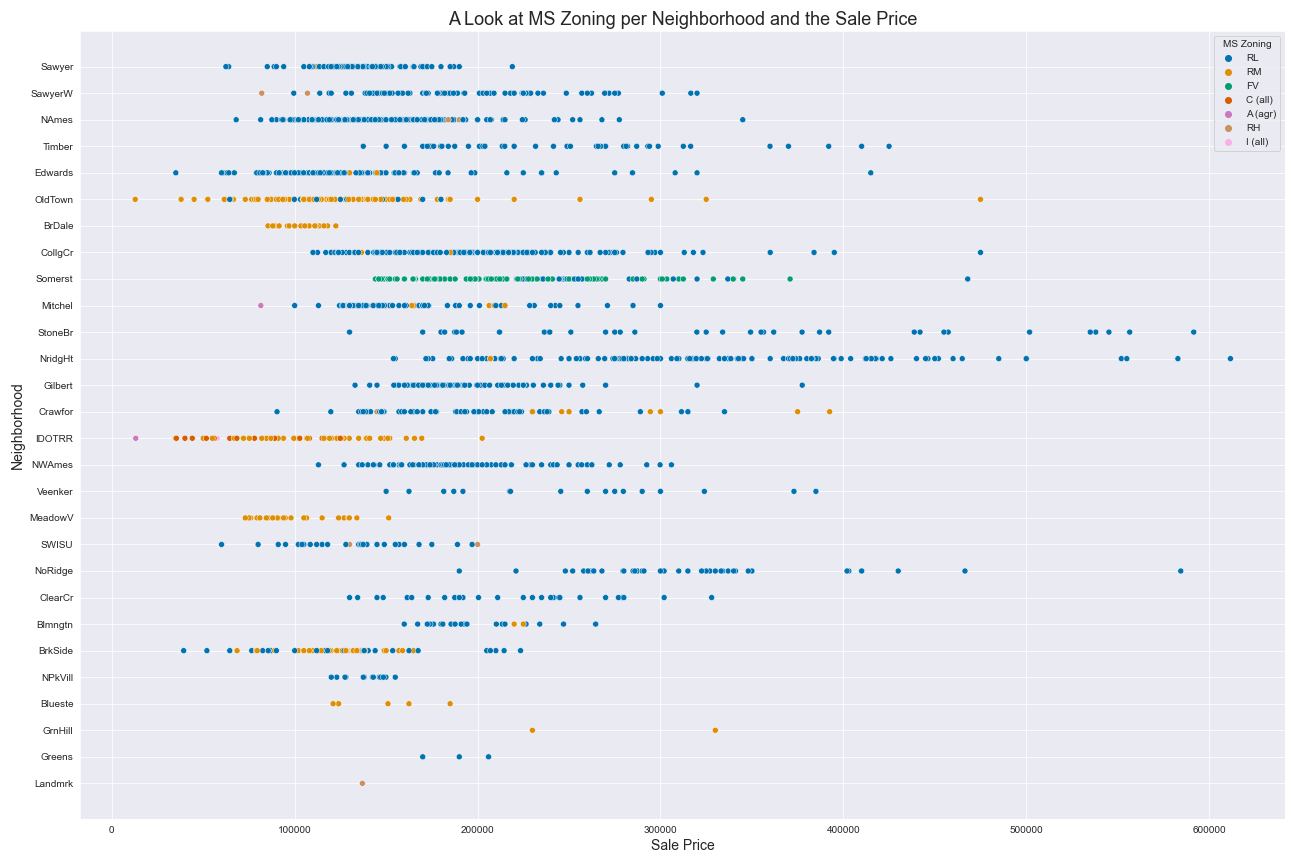 A Look at MS Zoning per Neighborhood and the Sale Price
MS Zoning
RL
RM
FV
C (all)
A (agr)
RH
I (all)
Neighborhood
Sawyer
SawyerW
NAmes
Timber
Edwards
OldTown
BrDale
CollgCr
Somerst
Mitchel
StoneBr
NridgHt
Gilbert
Crawfor
IDOTRR
NWAmes
Veenker
MeadowV
SWISU
NoRidge
ClearCr
Blmngtn
BrkSide
NPkVill
Blueste
GrnHill
Greens
Landmrk
0 100000 200000 300000 400000 500000 600000
Sale Price